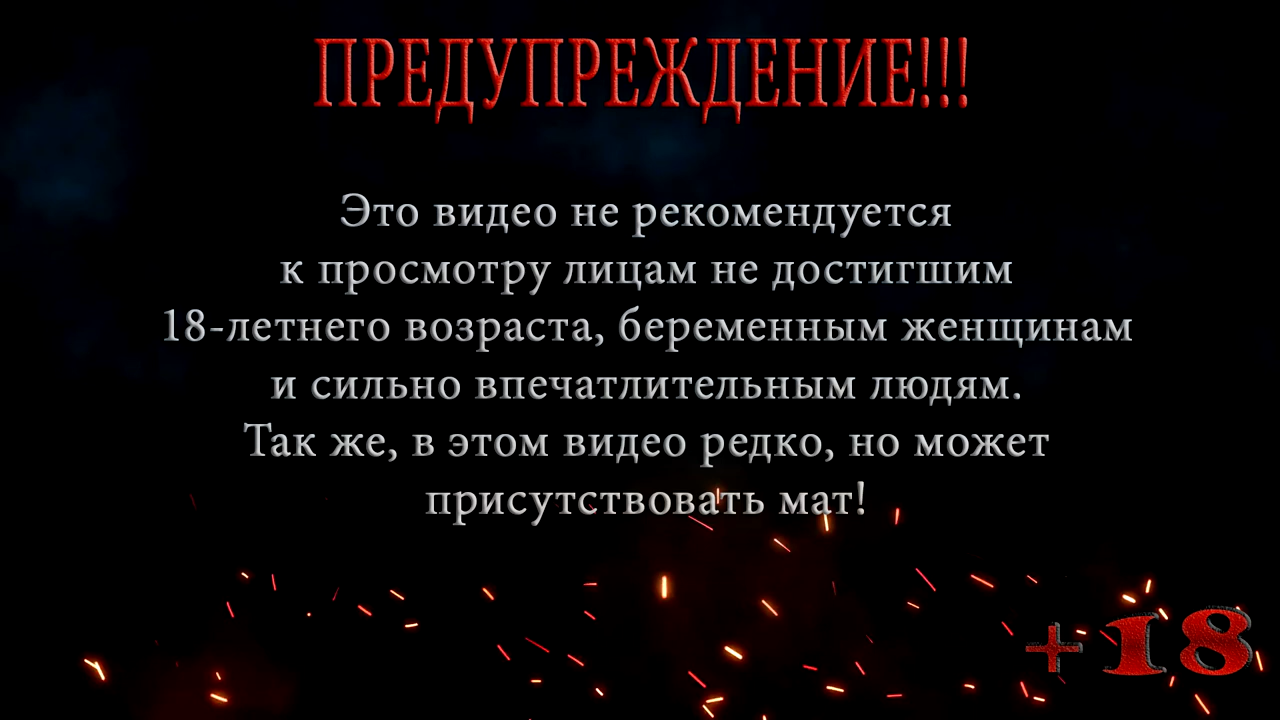 ПРЕДУПРЕЖДЕНИЕ!!!
Это видео не рекомендуется
к просмотру лицам не достигшим
18-летнего возраста, беременным женщинам
и сильно впечатлительным людям.
Так же, в этом видео редко, но может
присутствовать мат!
+18